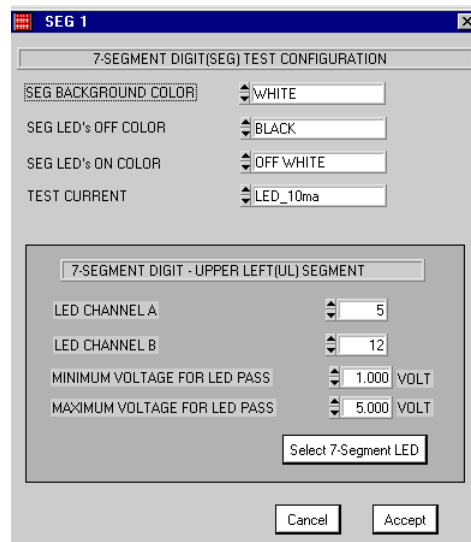 SEG 1
7-SEGMENT DIGIT(SEG) TEST CONFIGURATION
SEG BACKGROUND COLOR WHITE
SEG LED's OFF COLOR BLACK
SEG LED's ON COLOR OFF WHITE
TEST CURRENT LED_10ma
7-SEGMENT DIGIT - UPPER LEFT(UL) SEGMENT
LED CHANNEL A 5
LED CHANNEL B 12
MINIMUM VOLTAGE FOR LED PASS 1.000 VOLT
MAXIMUM VOLTAGE FOR LED PASS 5.000 VOLT
Select 7-Segment LED
Cancel Accept